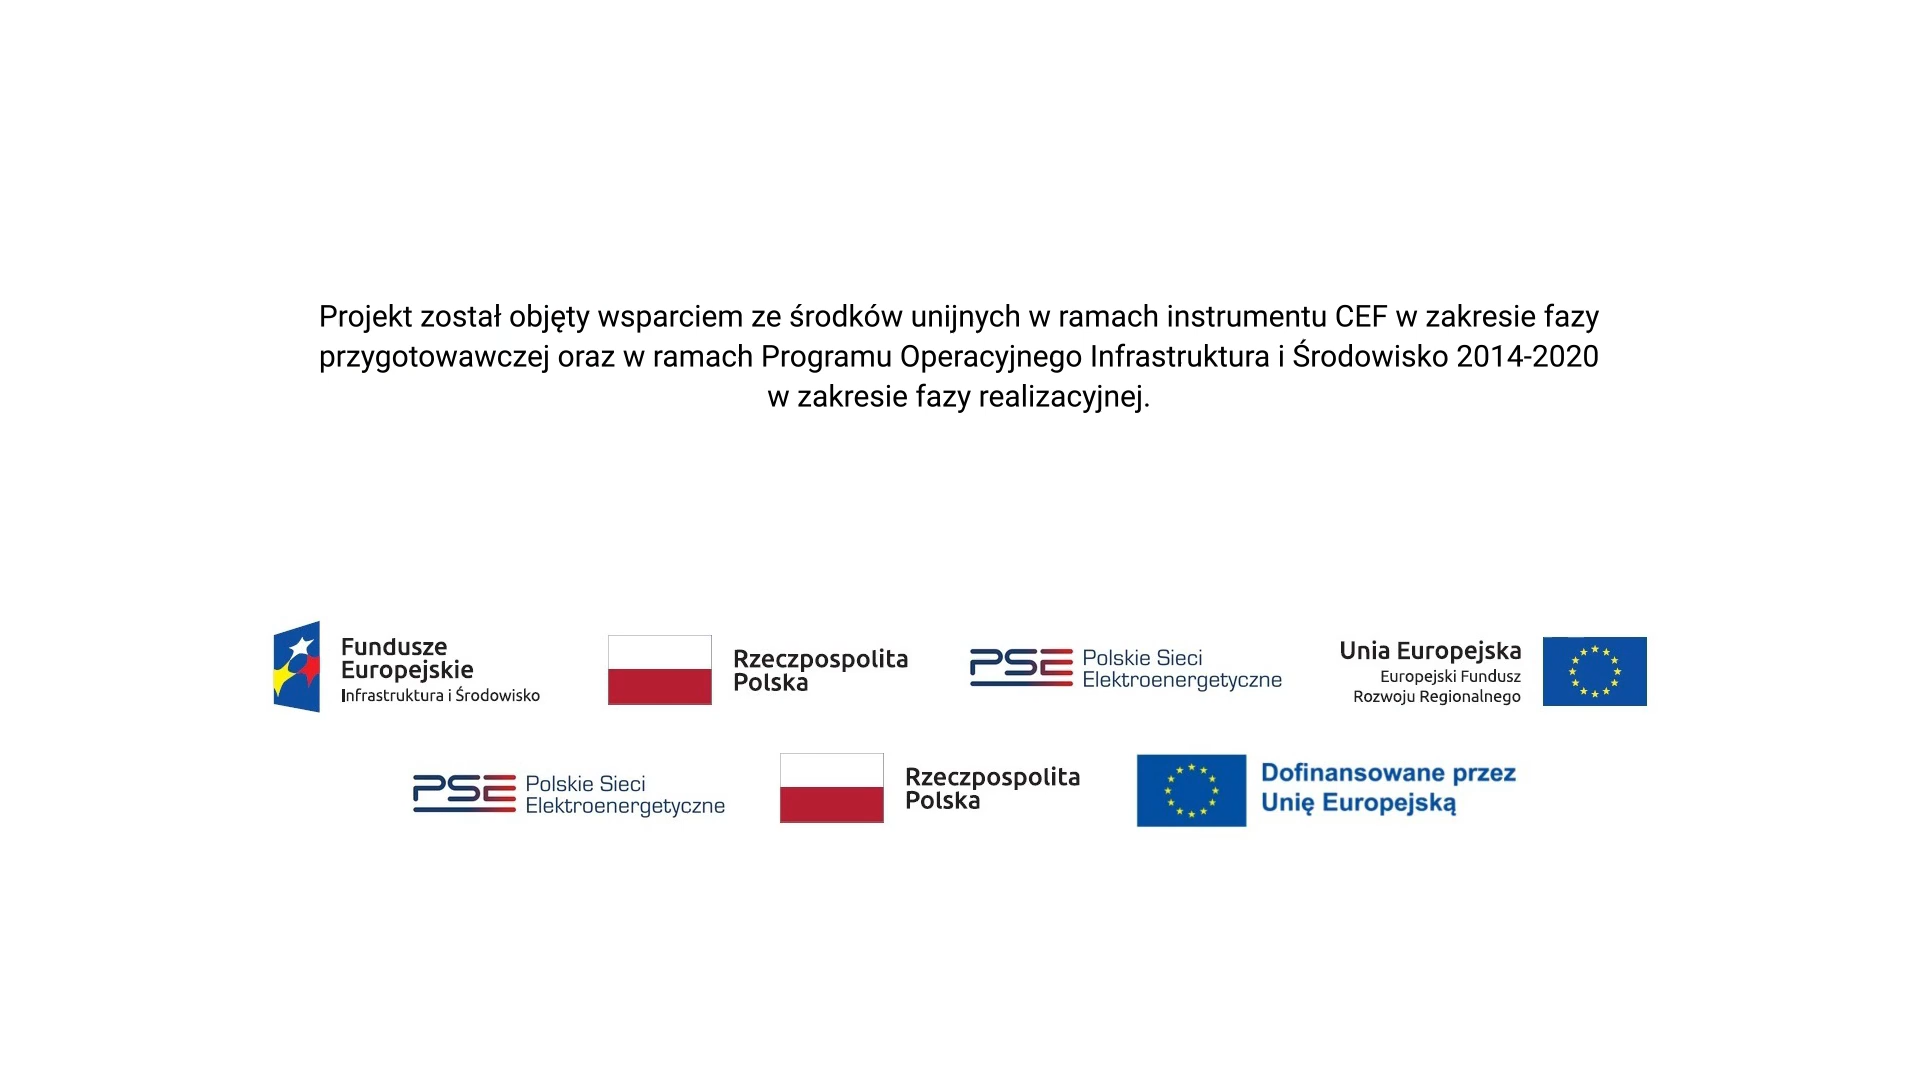 Projekt został objęty wsparciem ze środków unijnych w ramach instrumentu CEF w zakresie fazy
przygotowawczej oraz w ramach Programu Operacyjnego Infrastruktura i Środowisko 2014-2020
w zakresie fazy realizacyjnej.
Fundusze
Europejskie
Infrastruktura i Środowisko
Rzeczpospolita
Polska
PSE
Polskie Sieci
Elektroenergetyczne
Unia Europejska
Europejski Fundusz
Rozwoju Regionalnego
PSE
Polskie Sieci
Elektroenergetyczne
Rzeczpospolita
Polska
Dofinansowane przez
Unię Europejską